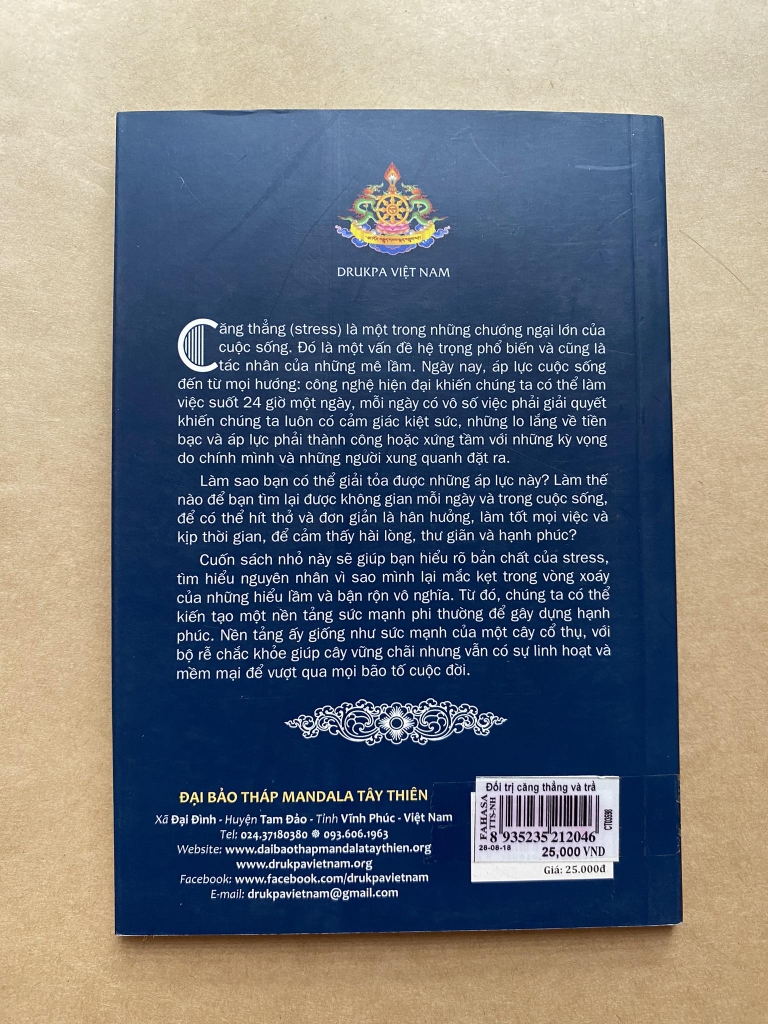 DRUKPA VIỆT NAM
Căng thẳng (stress) là một trong những chướng ngại lớn của
cuộc sống. Đó là một vấn đề hệ trọng phổ biến và cũng là
tác nhân của những mê lầm. Ngày nay, áp lực cuộc sống
đến từ mọi hướng: công nghệ hiện đại khiến chúng ta có thể làm
việc suốt 24 giờ một ngày, mỗi ngày có vô số việc phải giải quyết
khiến chúng ta luôn có cảm giác kiệt sức, những lo lắng về tiền
bạc và áp lực phải thành công hoặc xứng tầm với những kỳ vọng
do chính mình và những người xung quanh đặt ra.
Làm sao bạn có thể giải tỏa được những áp lực này? Làm thế
nào để bạn tìm lại được không gian mỗi ngày và trong cuộc sống,
để có thể hít thở và đơn giản là hân hưởng, làm tốt mọi việc và
kịp thời gian, để cảm thấy hài lòng, thư giãn và hạnh phúc?
Cuốn sách nhỏ này sẽ giúp bạn hiểu rõ bản chất của stress,
tìm hiểu nguyên nhân vì sao mình lại mắc kẹt trong vòng xoáy
của những hiểu lầm và bận rộn vô nghĩa. Từ đó, chúng ta có thể
kiến tạo một nền tảng sức mạnh phi thường để gây dựng hạnh
phúc. Nền tảng ấy giống như sức mạnh của một cây cổ thụ, với
bộ rễ chắc khỏe giúp cây vững chãi nhưng vẫn có sự linh hoạt và
mềm mại để vượt qua mọi bão tố cuộc đời.
ĐẠI BẢO THÁP MANDALA TÂY THIÊN
Xã Đại Đình - Huyện Tam Đảo - Tỉnh Vĩnh Phúc - Việt Nam
Tel: 024.37180380 ❁ 093.606.1963
Website: www.daibaothapmandalataythien.org
www.drukpavietnam.org
Facebook: www.facebook.com/drukpavietnam
E-mail: drukpavietnam@gmail.com
Đối trị căng thẳng và trầ
FAHASA
TTS-NH
8 935235 212046
28-08-18
25,000 VND
Giá: 25.000đ